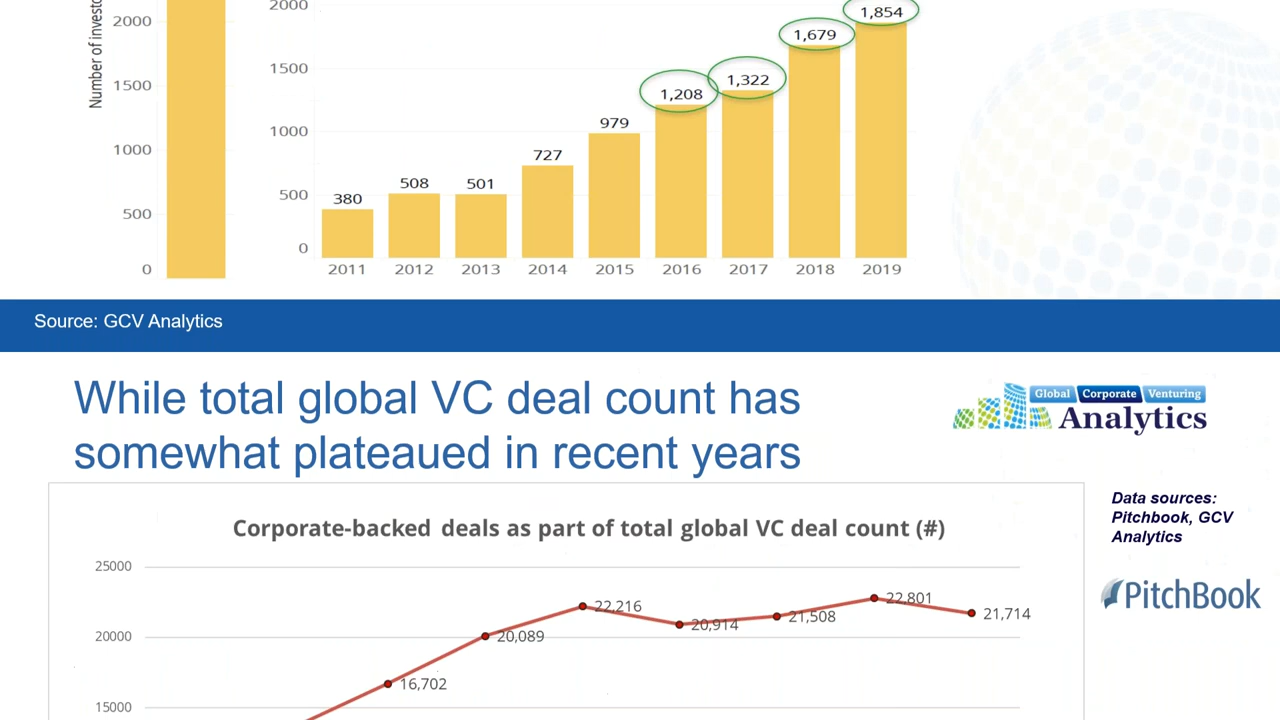 Number of investo
2000
1500
1000
500
0
2000
1500
1000
500
0
380
508
501
727
979
1,208
1,322
1,679
1,854
2011 2012 2013 2014 2015 2016 2017 2018 2019
Source: GCV Analytics
While total global VC deal count has
somewhat plateaued in recent years
Global Corporate Venturing
Analytics
Data sources:
Pitchbook, GCV
Analytics
PitchBook
Corporate-backed deals as part of total global VC deal count (#)
25000
20000
15000
16,702
20,089
22,216
20,914
21,508
22,801
21,714